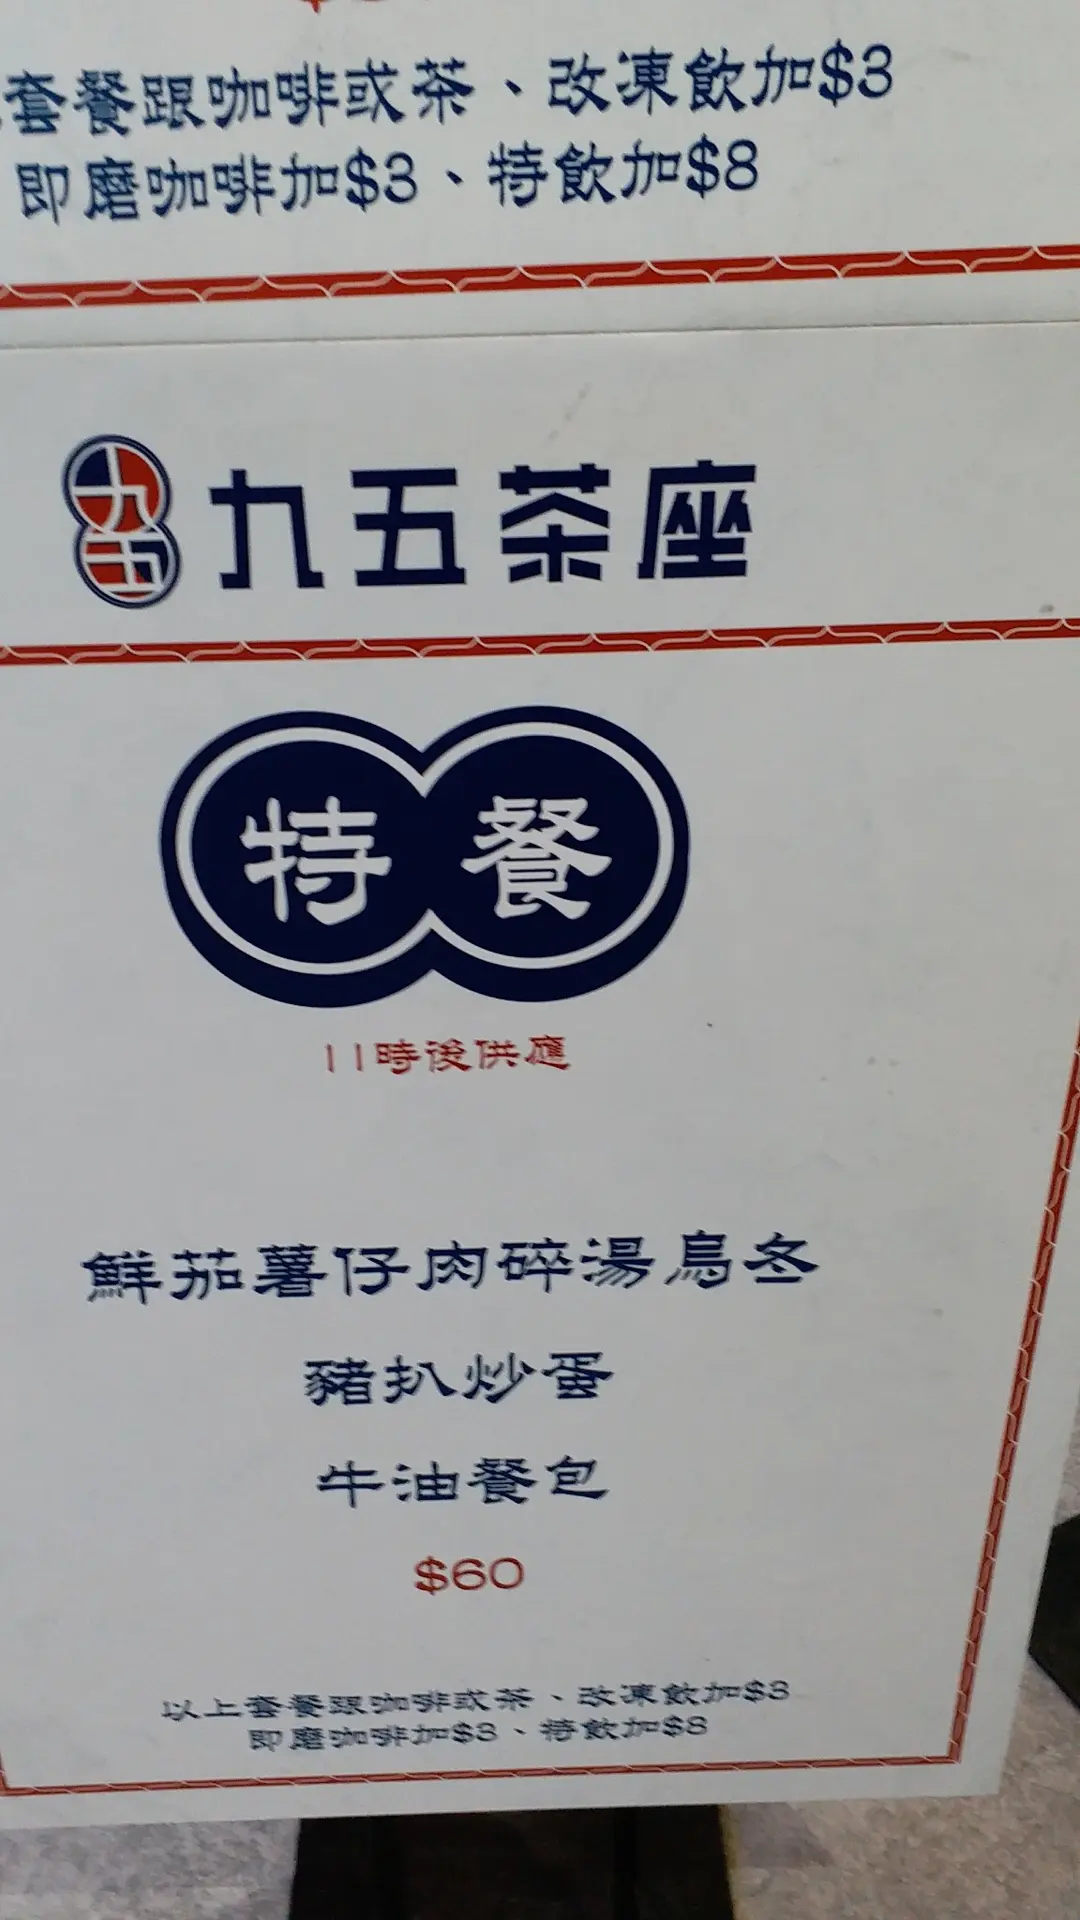 套餐跟咖啡或茶、改凍飲加$3
即磨咖啡加$3、特飲加$8
九五
九五茶座
特餐
11時後供應
鮮茄薯仔肉碎湯烏冬
豬扒炒蛋
牛油餐包
$60
以上套餐跟咖啡或茶、改凍飲加$3
即磨咖啡加$3、特飲加$8